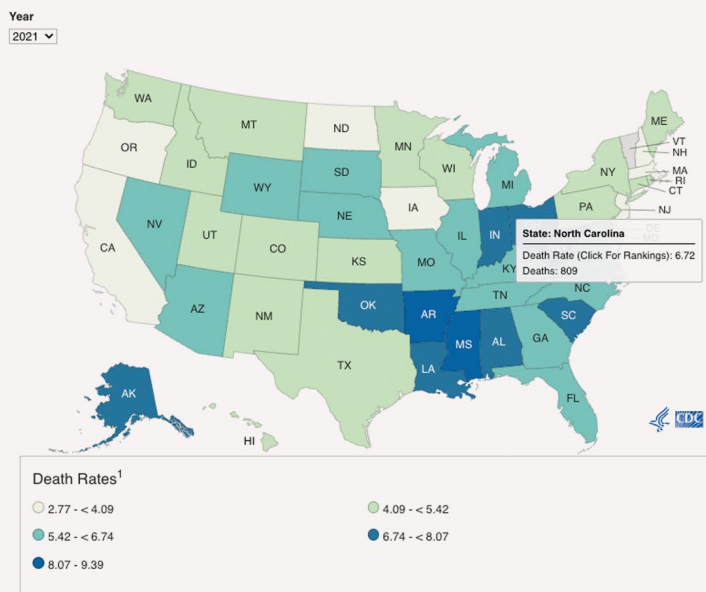 Year
2021
WA
MT
ND
MN
ME
OR
ID
WI
VT
NH
SD
NY
MA
RI
CT
WY
MI
IA
PA
NJ
NE
NV
IL
IN
State: North Carolina
DE
MD
UT
CO
KS
MO
KY
Death Rate (Click For Rankings): 6.72
Deaths: 809
CA
AZ
NM
OK
AR
TN
NC
SC
MS
AL
GA
TX
LA
FL
AK
HI
CDC
Death Rates1
2.77 - < 4.09
4.09 - < 5.42
5.42 - < 6.74
6.74 - < 8.07
8.07 - 9.39